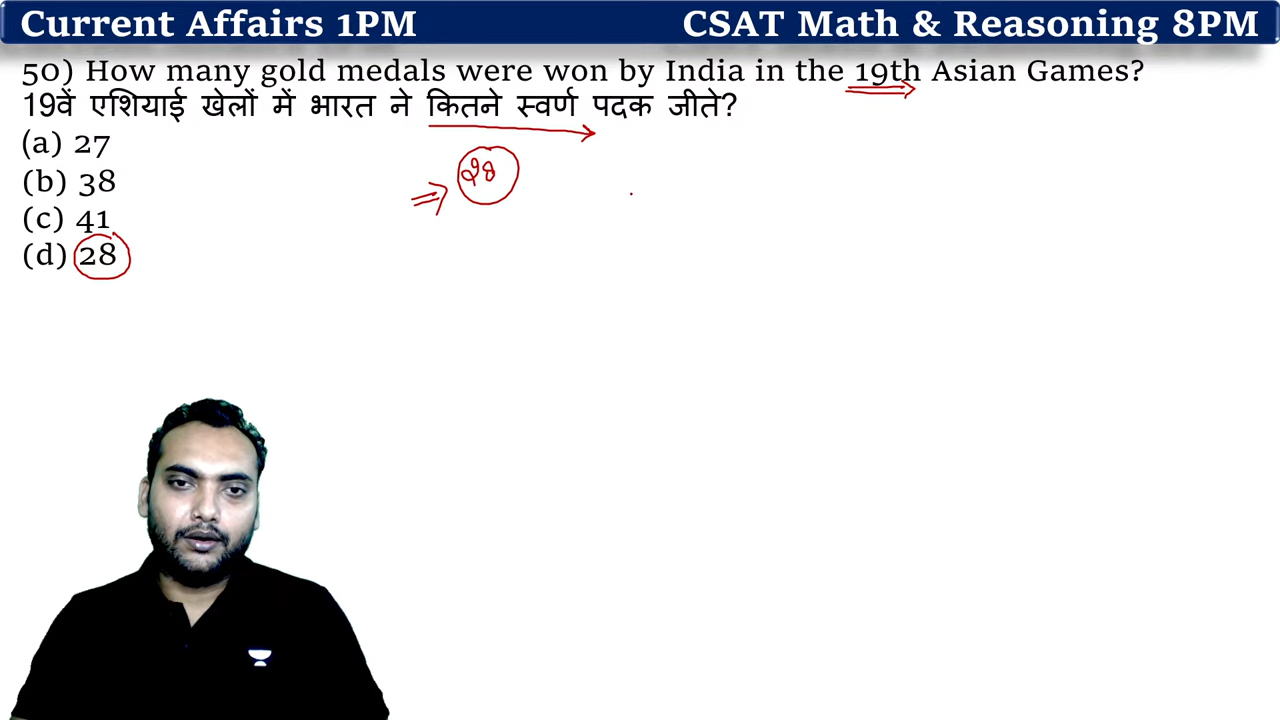 Current Affairs 1PM CSAT Math & Reasoning 8PM
50) How many gold medals were won by India in the 19th Asian Games?
19वें एशियाई खेलों में भारत ने कितने स्वर्ण पदक जीते?
(a) 27
28
(b) 38
(c) 41
(d) 28